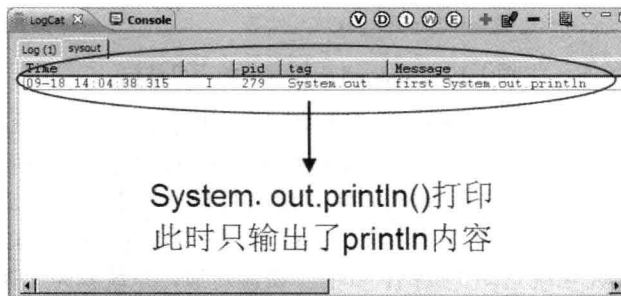 LogCat Console V D I W E
Log (1) sysout
Time pid tag Message
09-18 14:04:38.315 I 279 System.out first System.out.println
System. out.println()打印
此时只输出了println内容